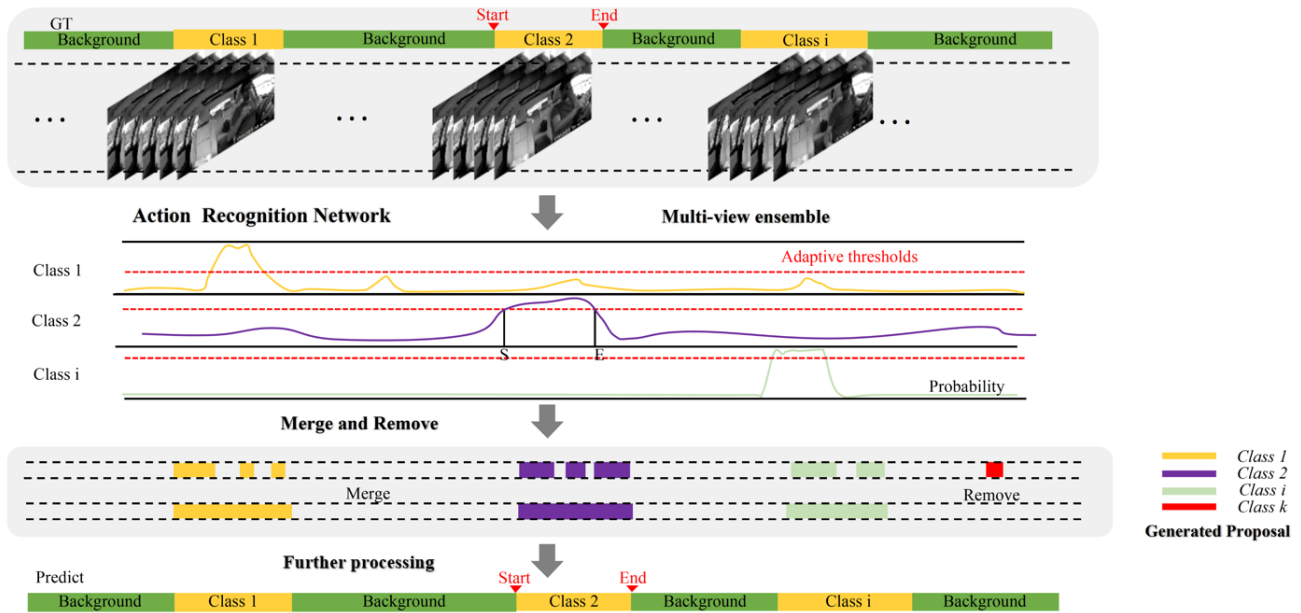 GT
Start
End
Background
Class 1
Background
Class 2
Background
Class i
Background
...
...
...
...
Action Recognition Network
Multi-view ensemble
Class 1
Adaptive thresholds
Class 2
S
E
Class i
Probability
Merge and Remove
Merge
Remove
Class 1
Class 2
Class i
Class k
Generated Proposal
Further processing
Predict
Start
End
Background
Class 1
Background
Class 2
Background
Class i
Background